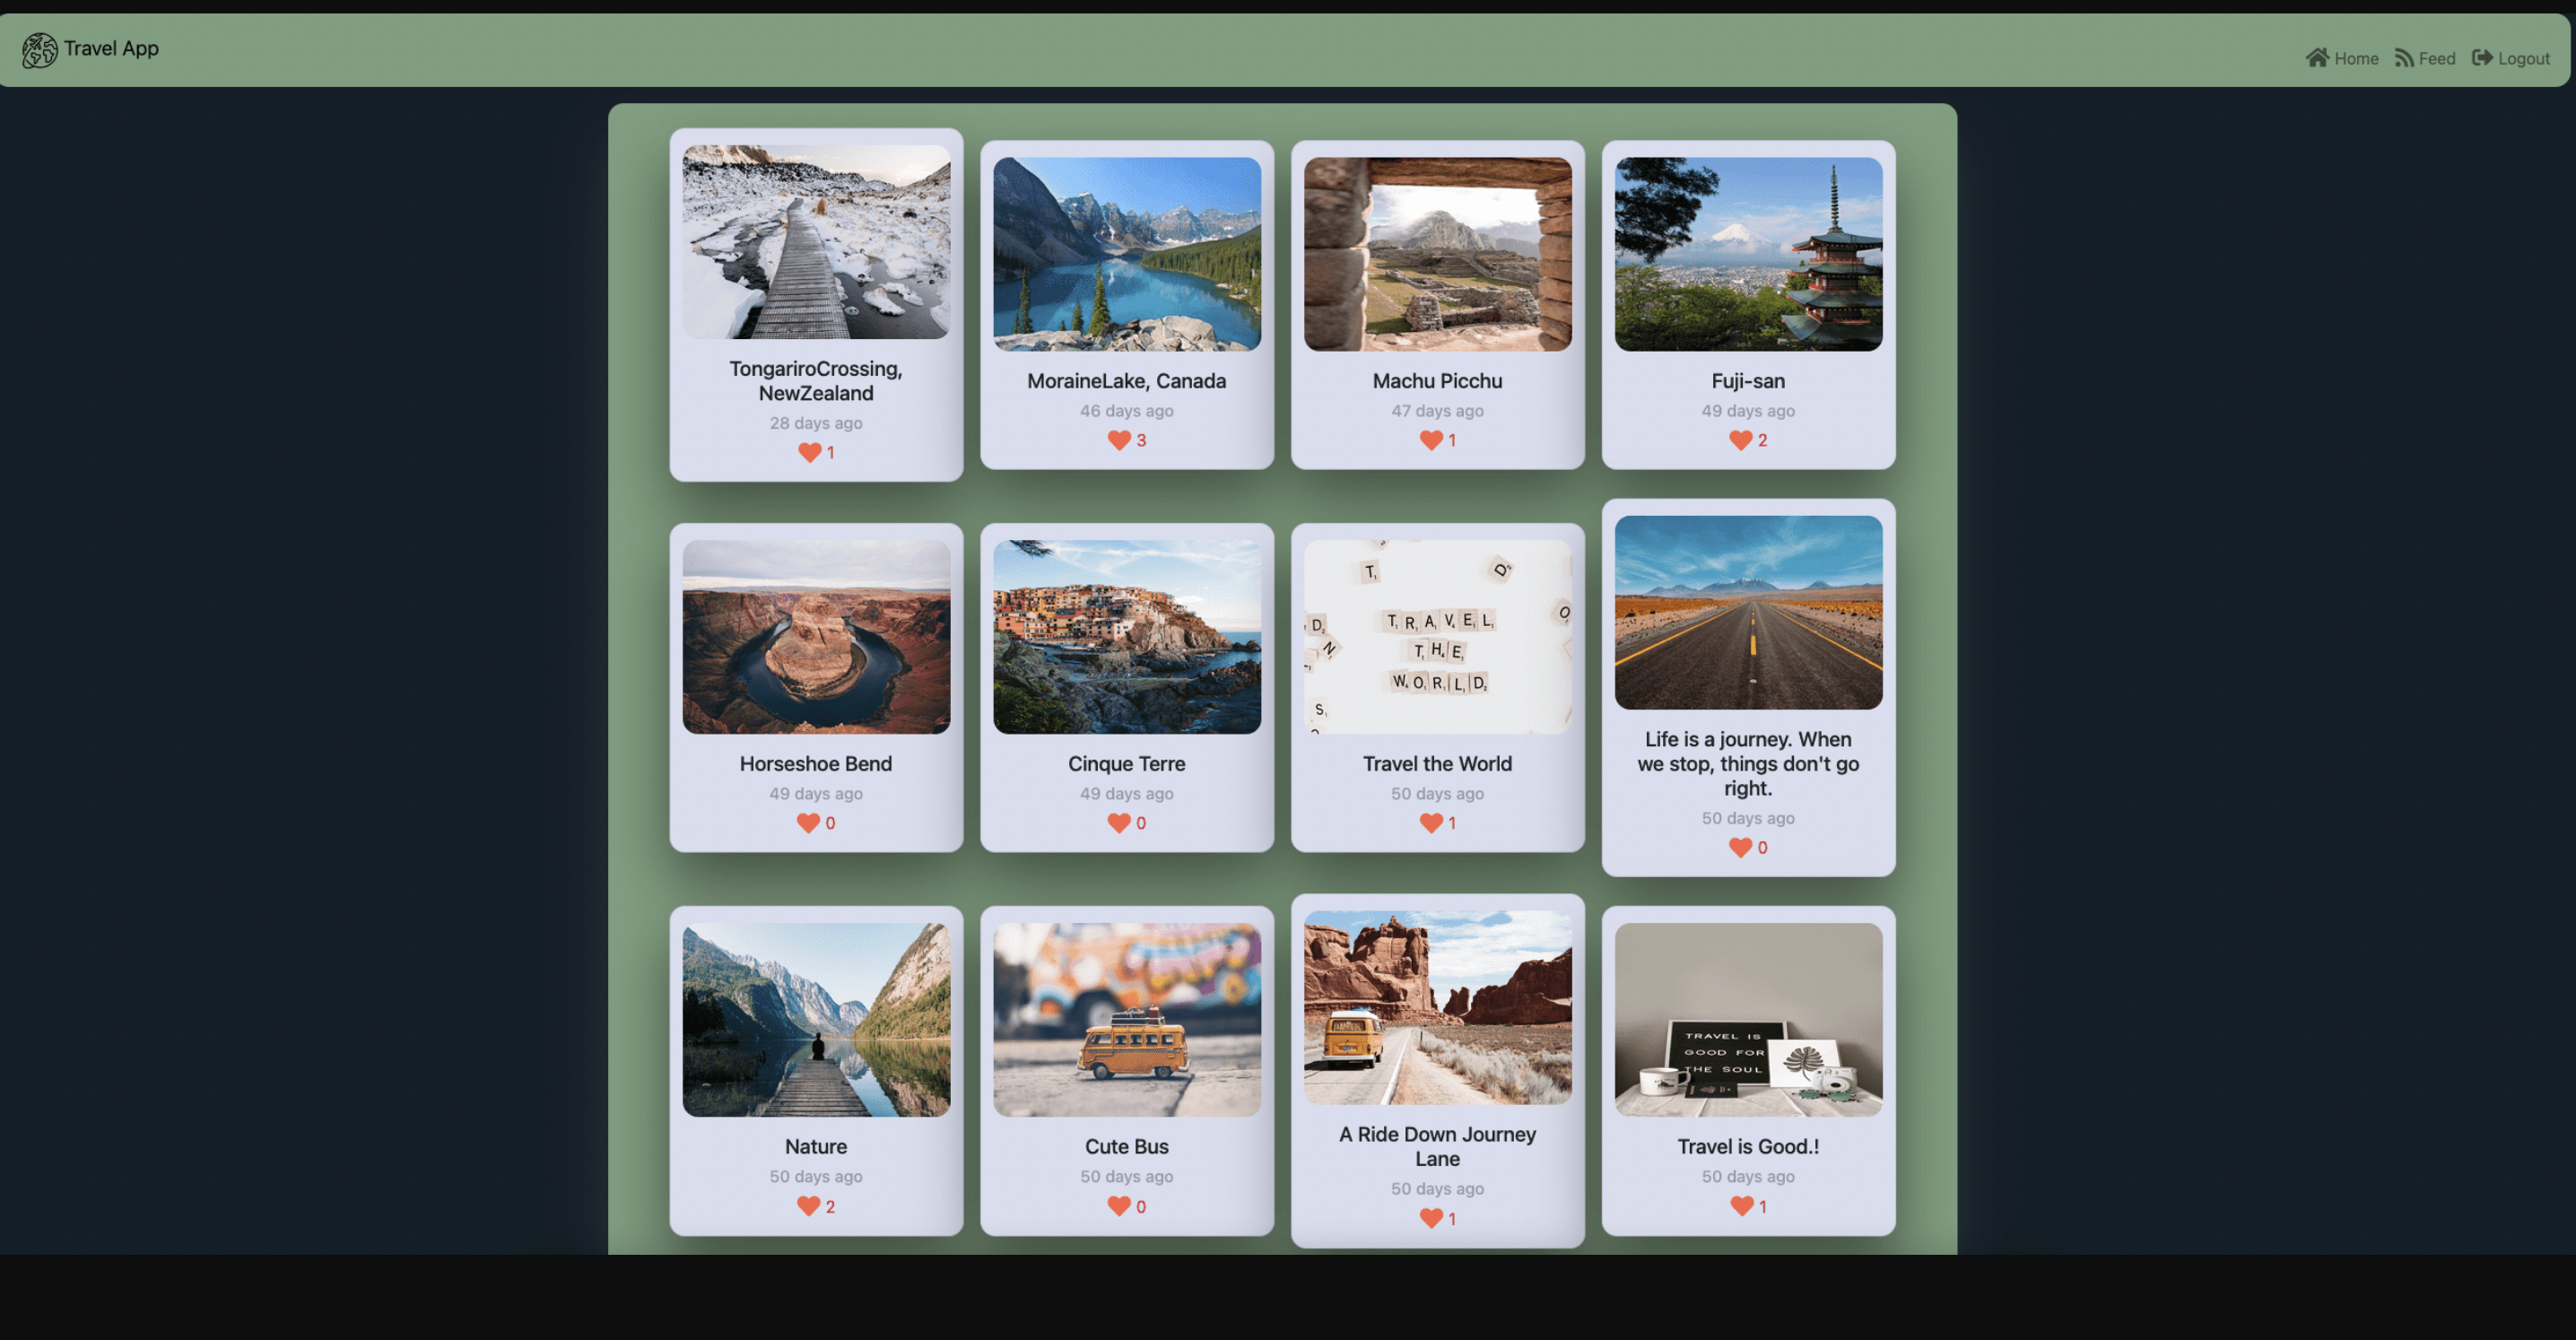 Travel App
Home Feed Logout
TongariroCrossing,
NewZealand
28 days ago
1
MoraineLake, Canada
46 days ago
3
Machu Picchu
47 days ago
1
Fuji-san
49 days ago
2
Horseshoe Bend
49 days ago
0
Cinque Terre
49 days ago
0
T D
D O
N
TRAVEL
THE
WORLD
S
Travel the World
50 days ago
1
Life is a journey. When
we stop, things don't go
right.
50 days ago
0
Nature
50 days ago
2
Cute Bus
50 days ago
0
A Ride Down Journey
Lane
50 days ago
1
TRAVEL IS
GOOD FOR
THE SOUL
Travel is Good.!
50 days ago
1